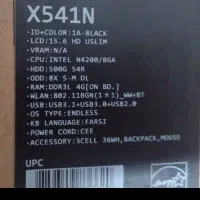 X541N
·ID+COLOR:1A-BLACK
·LCD:15.6 HD USLIM
·VRAM:N/A
·CPU:INTEL N4200/8GA
·HDD:500G 54R
·ODD:8X S-M DL
·RAM:DDR3L 4G[ON BD.]
·WLAN:802.11BGN(1*1)_WW+BT
·USB:USB3.1+USB3.0+USB2.0
·OS TYPE:ENDLESS
·KB LANGUAGE:FARSI
·POWER CORD:CEE
·ACCESSORY:3CELL 36WH,BACKPACK,MOUSE
UPC